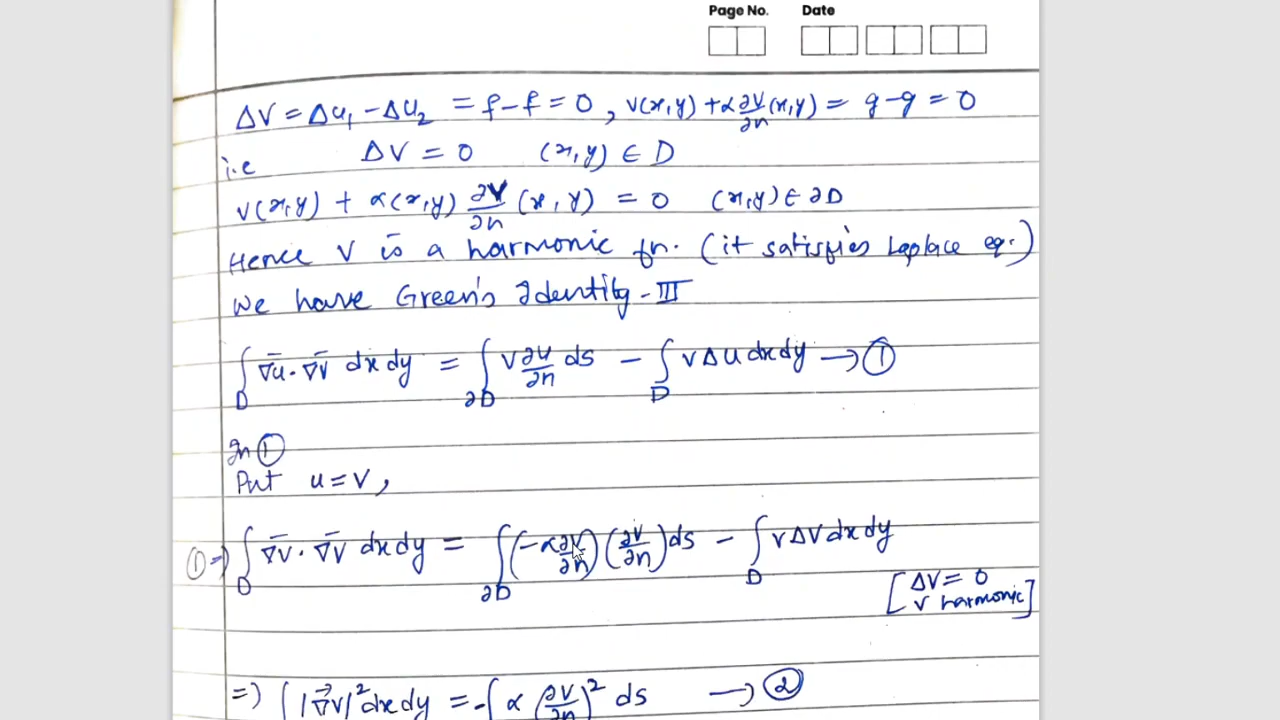 Page No. Date
ΔV = Δu₁ - Δu₂ = f - f = 0 , v(x,y) + α ∂V/∂n (x,y) = g - g = 0
i.e ΔV = 0 (x,y) ∈ D
v(x,y) + α(x,y) ∂V/∂n (x,y) = 0 (x,y) ∈ ∂D
Hence V is a harmonic fn. (it satisfies Laplace eq.)
We have Green's Identity - III
∫_D ∇̄u · ∇̄v dx dy = ∫_∂D v ∂u/∂n ds - ∫_D v Δu dx dy → ①
In ①
Put u = v ,
① ⇒ ∫_D ∇̄v · ∇̄v dx dy = ∫_∂D (-α ∂v/∂n) (∂v/∂n) ds - ∫_D v ΔV dx dy
[ΔV = 0
v harmonic]
⇒ ∫ |∇⃗v|² dx dy = - ∫ α (∂v/∂n)² ds → ②